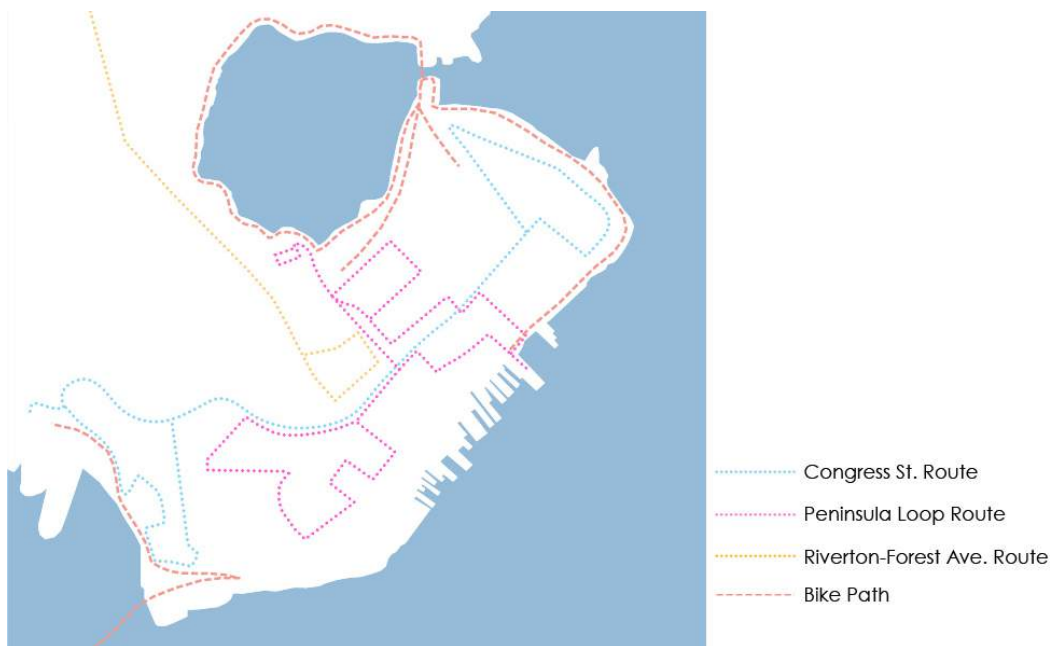 Congress St. Route
Peninsula Loop Route
Riverton-Forest Ave. Route
Bike Path